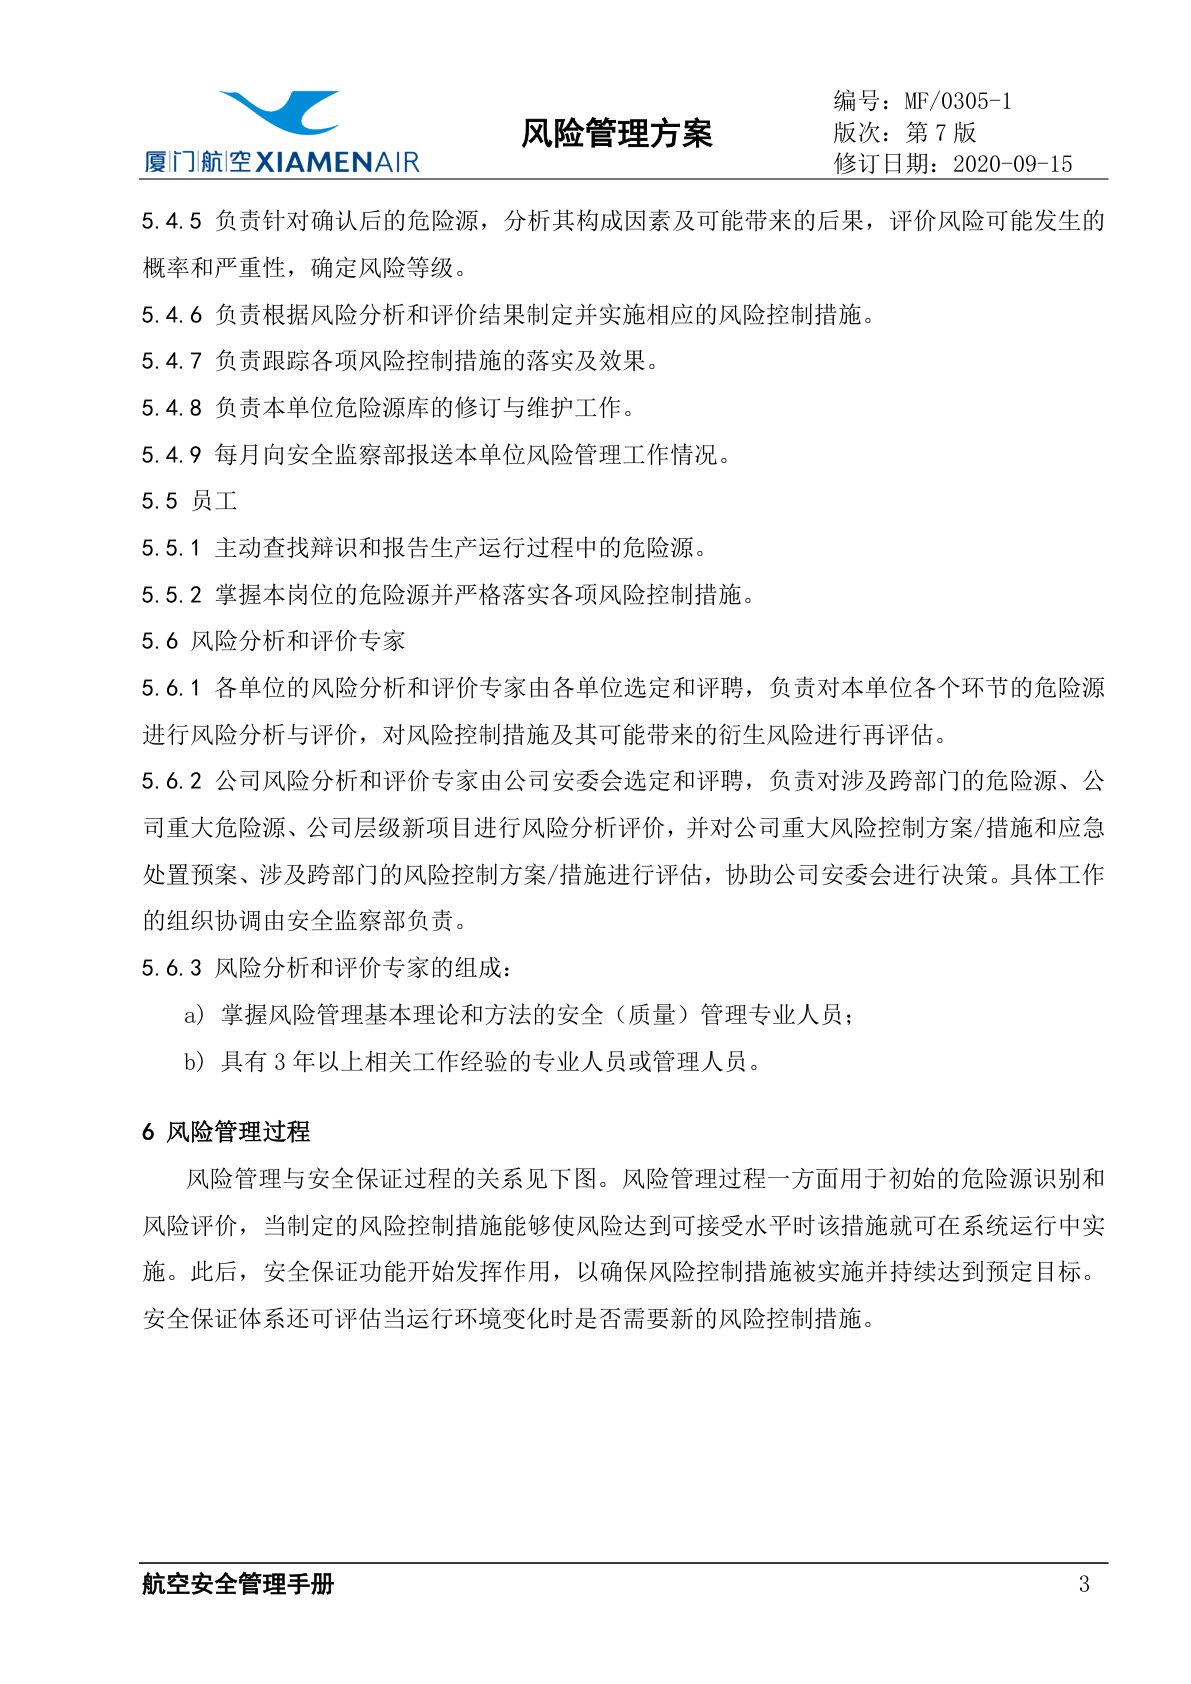 厦门航空XIAMENAIR
风险管理方案
编号：MF/0305-1
版次：第 7 版
修订日期：2020-09-15
5.4.5 负责针对确认后的危险源，分析其构成因素及可能带来的后果，评价风险可能发生的
概率和严重性，确定风险等级。
5.4.6 负责根据风险分析和评价结果制定并实施相应的风险控制措施。
5.4.7 负责跟踪各项风险控制措施的落实及效果。
5.4.8 负责本单位危险源库的修订与维护工作。
5.4.9 每月向安全监察部报送本单位风险管理工作情况。
5.5 员工
5.5.1 主动查找辩识和报告生产运行过程中的危险源。
5.5.2 掌握本岗位的危险源并严格落实各项风险控制措施。
5.6 风险分析和评价专家
5.6.1 各单位的风险分析和评价专家由各单位选定和评聘，负责对本单位各个环节的危险源
进行风险分析与评价，对风险控制措施及其可能带来的衍生风险进行再评估。
5.6.2 公司风险分析和评价专家由公司安委会选定和评聘，负责对涉及跨部门的危险源、公
司重大危险源、公司层级新项目进行风险分析评价，并对公司重大风险控制方案/措施和应急
处置预案、涉及跨部门的风险控制方案/措施进行评估，协助公司安委会进行决策。具体工作
的组织协调由安全监察部负责。
5.6.3 风险分析和评价专家的组成：
a) 掌握风险管理基本理论和方法的安全（质量）管理专业人员；
b) 具有 3 年以上相关工作经验的专业人员或管理人员。
6 风险管理过程
风险管理与安全保证过程的关系见下图。风险管理过程一方面用于初始的危险源识别和
风险评价，当制定的风险控制措施能够使风险达到可接受水平时该措施就可在系统运行中实
施。此后，安全保证功能开始发挥作用，以确保风险控制措施被实施并持续达到预定目标。
安全保证体系还可评估当运行环境变化时是否需要新的风险控制措施。
航空安全管理手册
3